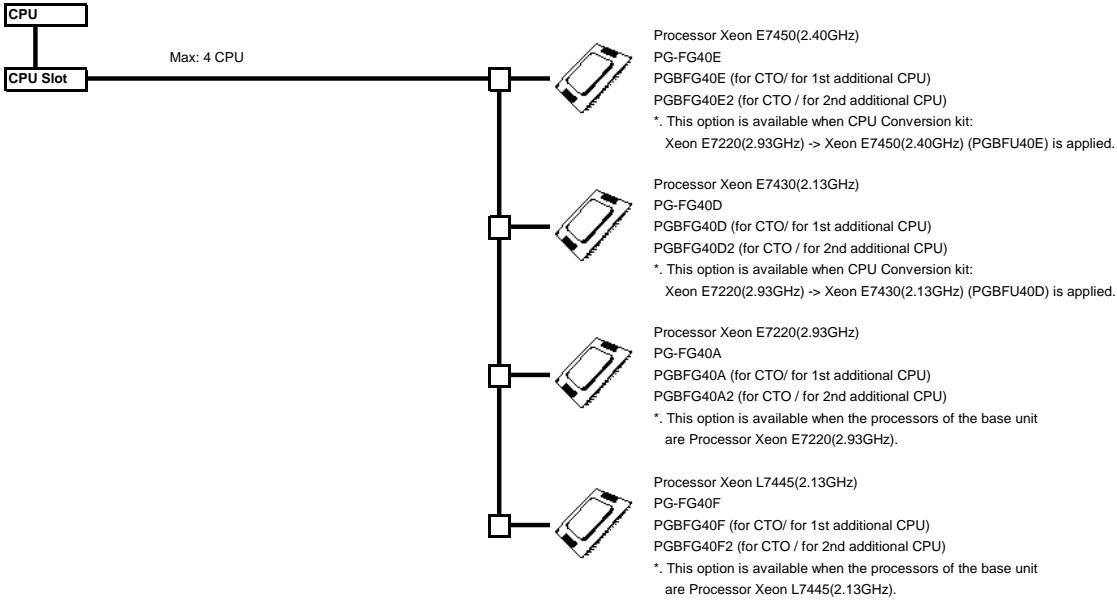 CPU
CPU Slot
Max: 4 CPU
Processor Xeon E7450(2.40GHz)
PG-FG40E
PGBFG40E (for CTO/ for 1st additional CPU)
PGBFG40E2 (for CTO / for 2nd additional CPU)
*. This option is available when CPU Conversion kit:
Xeon E7220(2.93GHz) -> Xeon E7450(2.40GHz) (PGBFU40E) is applied.
Processor Xeon E7430(2.13GHz)
PG-FG40D
PGBFG40D (for CTO/ for 1st additional CPU)
PGBFG40D2 (for CTO / for 2nd additional CPU)
*. This option is available when CPU Conversion kit:
Xeon E7220(2.93GHz) -> Xeon E7430(2.13GHz) (PGBFU40D) is applied.
Processor Xeon E7220(2.93GHz)
PG-FG40A
PGBFG40A (for CTO/ for 1st additional CPU)
PGBFG40A2 (for CTO / for 2nd additional CPU)
*. This option is available when the processors of the base unit
are Processor Xeon E7220(2.93GHz).
Processor Xeon L7445(2.13GHz)
PG-FG40F
PGBFG40F (for CTO/ for 1st additional CPU)
PGBFG40F2 (for CTO / for 2nd additional CPU)
*. This option is available when the processors of the base unit
are Processor Xeon L7445(2.13GHz).